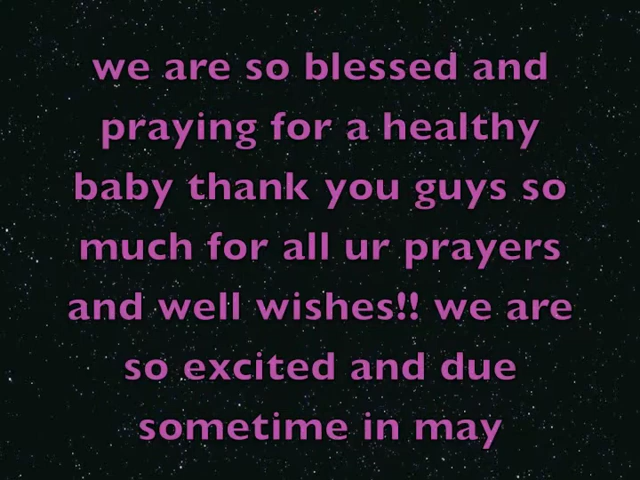 we are so blessed and
praying for a healthy
baby thank you guys so
much for all ur prayers
and well wishes!! we are
so excited and due
sometime in may